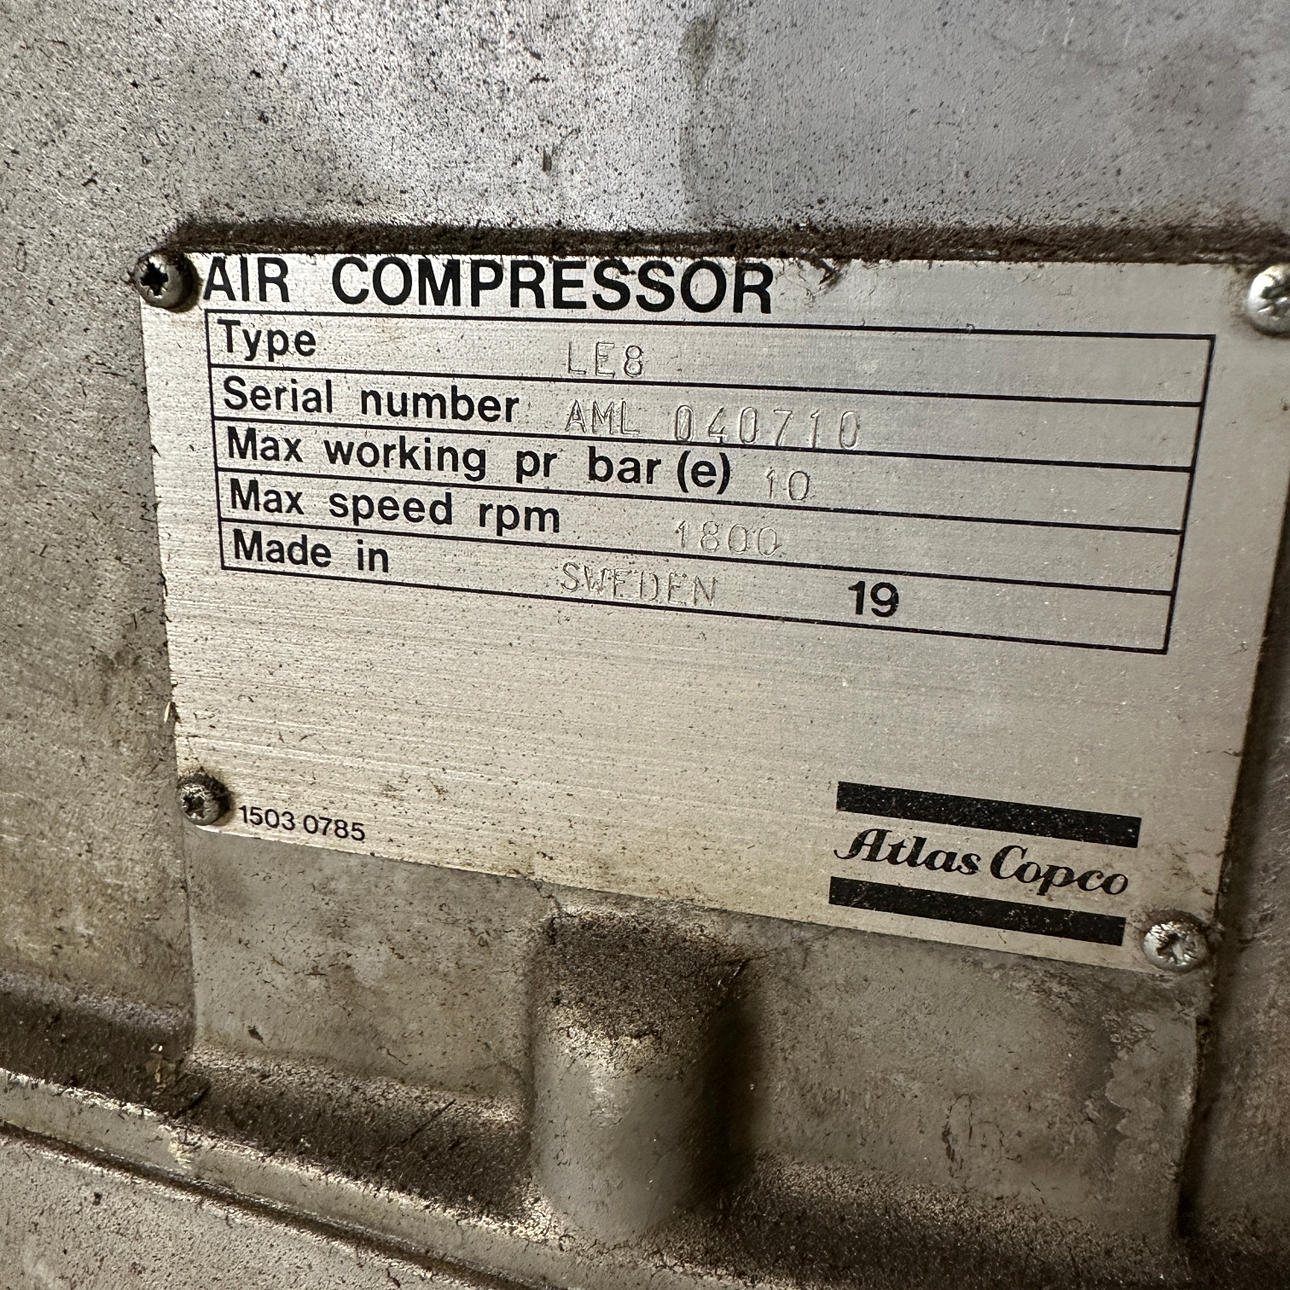 AIR COMPRESSOR
Type LE8
Serial number AML 040710
Max working pr bar (e) 10
Max speed rpm 1800
Made in SWEDEN 19
1503 0785
Atlas Copco